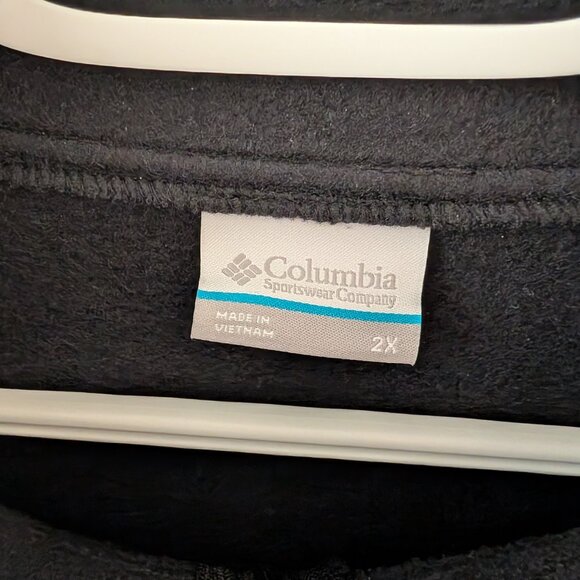 Columbia
Sportswear Company
MADE IN
VIETNAM
2X